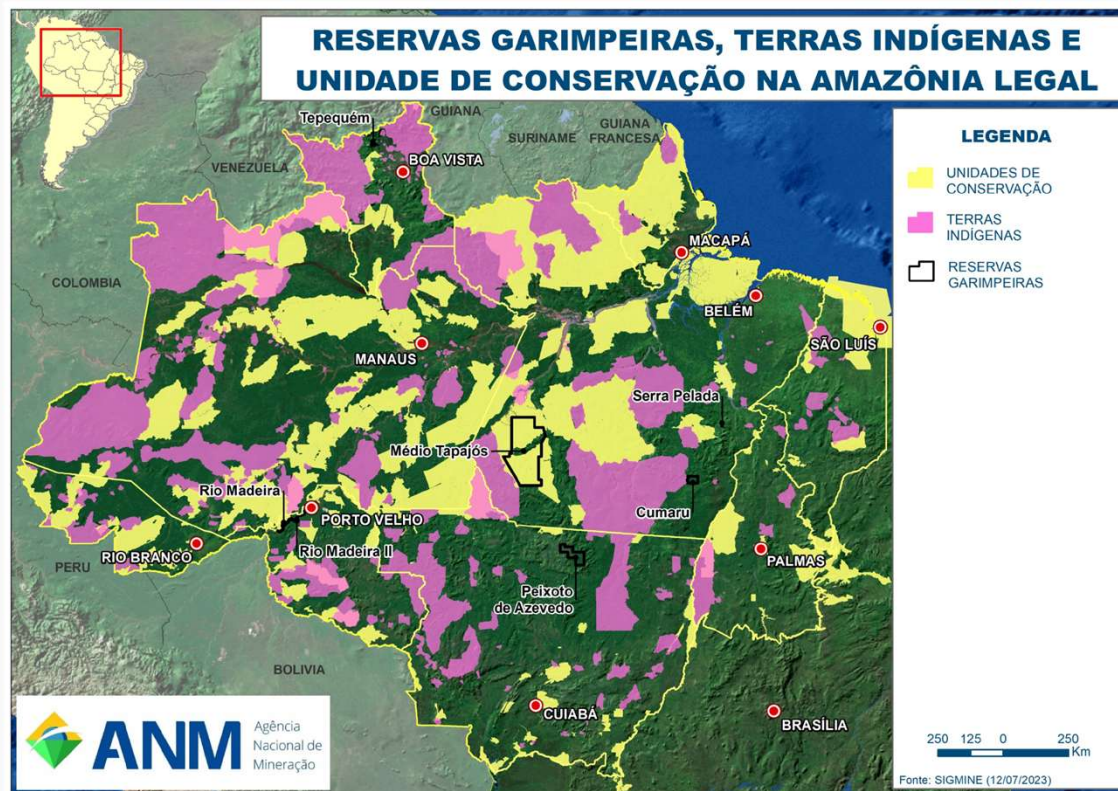 RESERVAS GARIMPEIRAS, TERRAS INDÍGENAS E
UNIDADE DE CONSERVAÇÃO NA AMAZÔNIA LEGAL
Tepequém
GUIANA
SURINAME
GUIANA
FRANCESA
VENEZUELA
BOA VISTA
LEGENDA
UNIDADES DE
CONSERVAÇÃO
TERRAS
INDÍGENAS
RESERVAS
GARIMPEIRAS
MACAPÁ
COLOMBIA
BELÉM
SÃO LUÍS
MANAUS
Serra Pelada
Médio Tapajós
Rio Madeira
Cumaru
PORTO VELHO
RIO BRANCO
Rio Madeira II
PALMAS
PERU
Peixoto
de Azevedo
BOLIVIA
CUIABÁ
BRASÍLIA
ANM
Agência
Nacional de
Mineração
250 125 0 250
Km
Fonte: SIGMINE (12/07/2023)